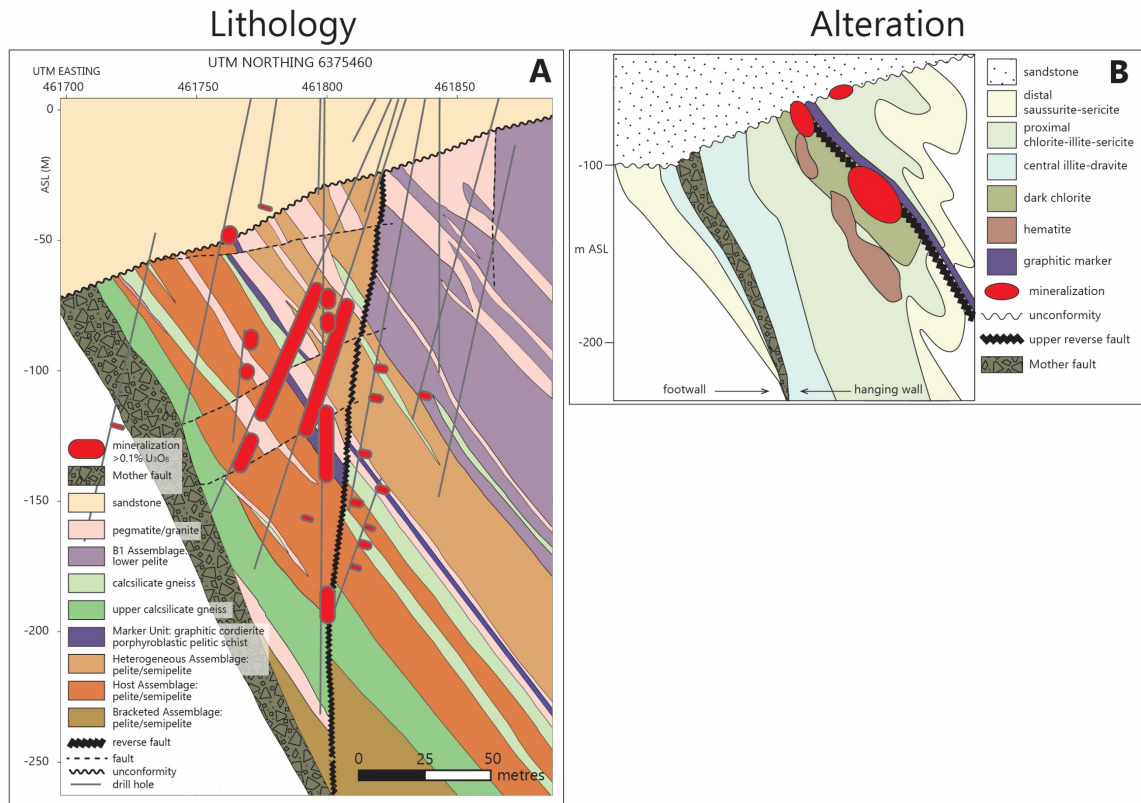 Lithology
Alteration
UTM NORTHING 6375460
A
UTM EASTING
461700
461750
461800
461850
0
-50
-100
-150
-200
-250
ASL (M)
mineralization
>0.1% U3O8
Mother fault
sandstone
pegmatite/granite
B1 Assemblage:
lower pelite
calcsilicate gneiss
upper calcsilicate gneiss
Marker Unit: graphitic cordierite
porphyroblastic pelitic schist
Heterogeneous Assemblage:
pelite/semipelite
Host Assemblage:
pelite/semipelite
Bracketed Assemblage:
pelite/semipelite
reverse fault
fault
unconformity
drill hole
0
25
50
metres
B
-100
m ASL
-200
footwall
hanging wall
sandstone
distal
saussurite-sericite
proximal
chlorite-illite-sericite
central illite-dravite
dark chlorite
hematite
graphitic marker
mineralization
unconformity
upper reverse fault
Mother fault